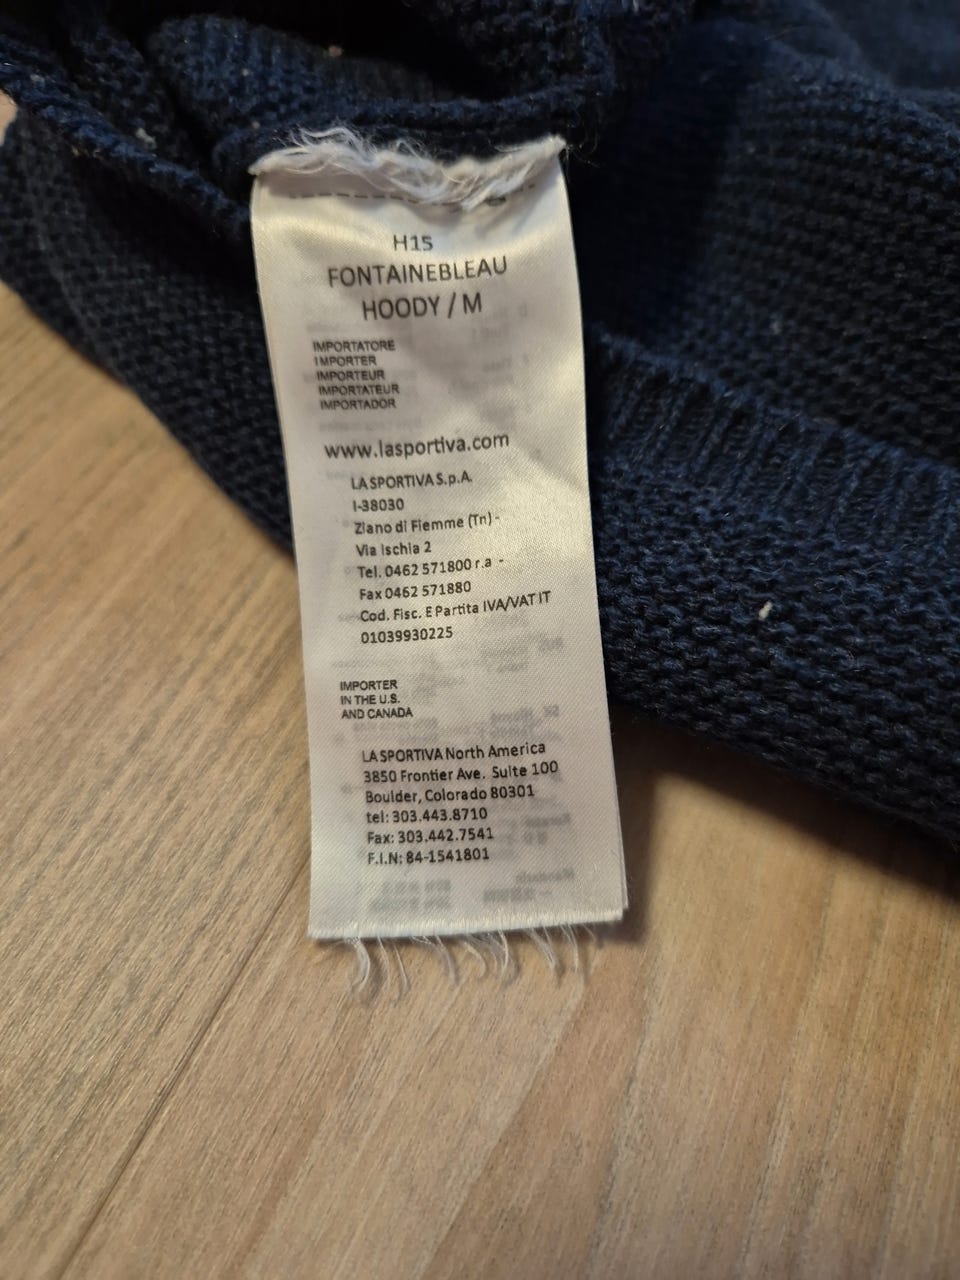 H15
FONTAINEBLEAU
HOODY / M
IMPORTATORE
IMPORTER
IMPORTEUR
IMPORTATEUR
IMPORTADOR
www.lasportiva.com
LA SPORTIVA S.p.A.
I-38030
Ziano di Fiemme (Tn) -
Via Ischia 2
Tel. 0462 571800 r.a -
Fax 0462 571880
Cod. Fisc. E Partita IVA/VAT IT
01039930225
IMPORTER
IN THE U.S.
AND CANADA
LA SPORTIVA North America
3850 Frontier Ave. Suite 100
Boulder, Colorado 80301
tel: 303.443.8710
Fax: 303.442.7541
F.I.N: 84-1541801